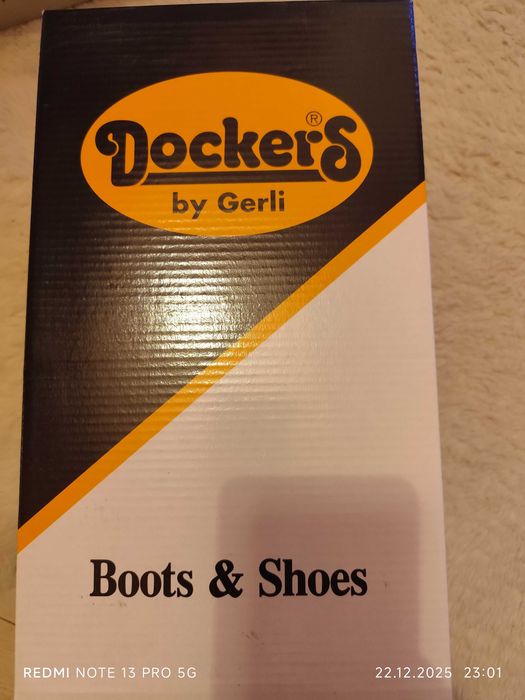 Dockers®
by Gerli
Boots & Shoes
REDMI NOTE 13 PRO 5G
22.12.2025 23:01